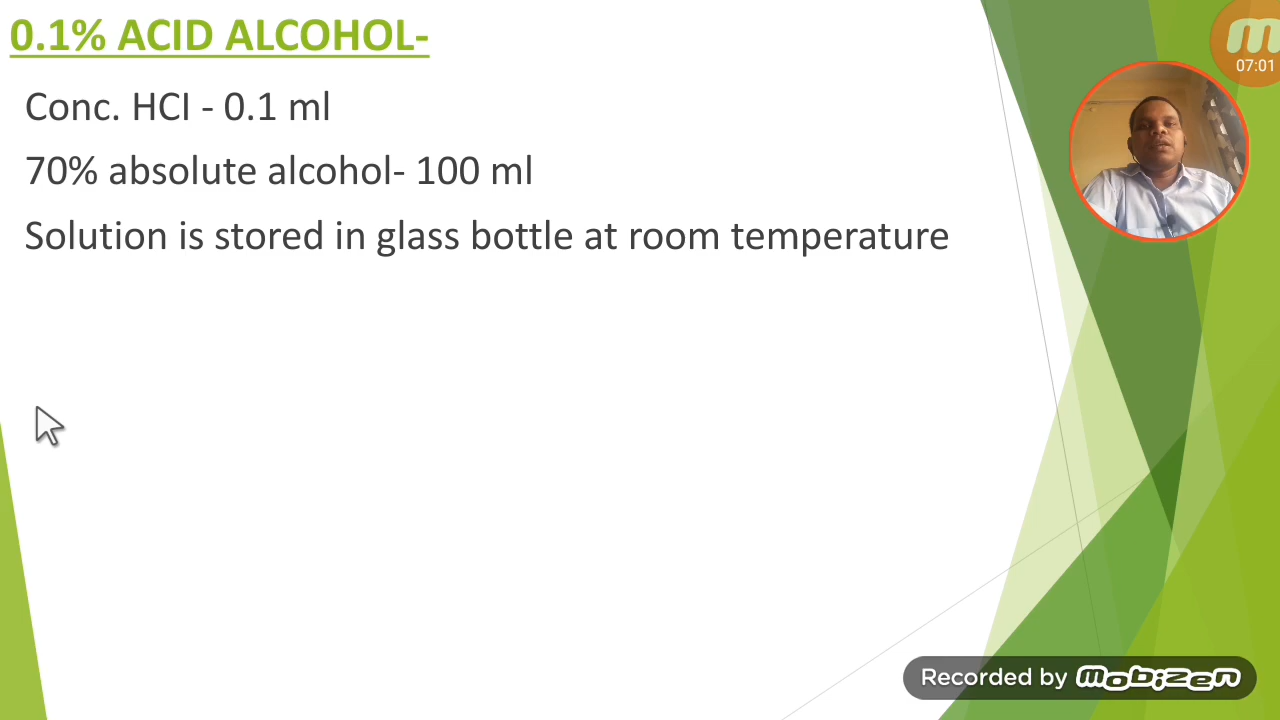 0.1% ACID ALCOHOL-
07:01
Conc. HCl - 0.1 ml
70% absolute alcohol- 100 ml
Solution is stored in glass bottle at room temperature
Recorded by mobizen